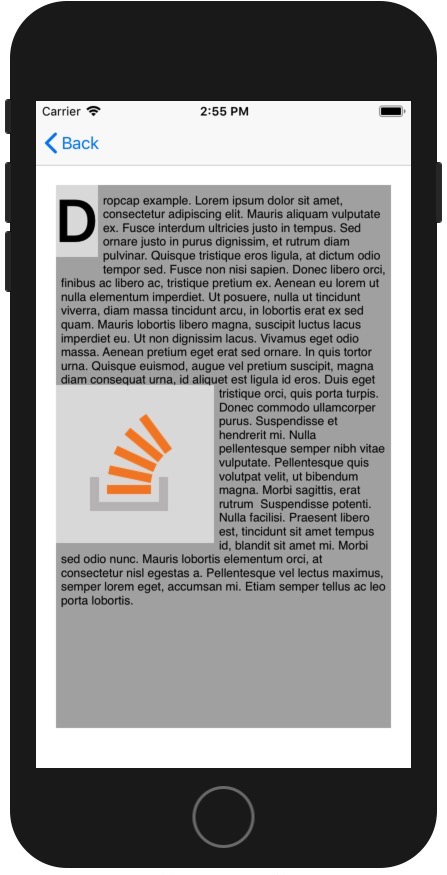 Carrier 2:55 PM
Back
Dropcap example. Lorem ipsum dolor sit amet,
consectetur adipiscing elit. Mauris aliquam vulputate
ex. Fusce interdum ultricies justo in tempus. Sed
ornare justo in purus dignissim, et rutrum diam
pulvinar. Quisque tristique eros ligula, at dictum odio
tempor sed. Fusce non nisi sapien. Donec libero orci,
finibus ac libero ac, tristique pretium ex. Aenean eu lorem ut
nulla elementum imperdiet. Ut posuere, nulla ut tincidunt
viverra, diam massa tincidunt arcu, in lobortis erat ex sed
quam. Mauris lobortis libero magna, suscipit luctus lacus
imperdiet eu. Ut non dignissim lacus. Vivamus eget odio
massa. Aenean pretium eget erat sed ornare. In quis tortor
urna. Quisque euismod, augue vel pretium suscipit, magna
diam consequat urna, id aliquet est ligula id eros. Duis eget
tristique orci, quis porta turpis.
Donec commodo ullamcorper
purus. Suspendisse et
hendrerit mi. Nulla
pellentesque semper nibh vitae
vulputate. Pellentesque quis
volutpat velit, ut bibendum
magna. Morbi sagittis, erat
rutrum Suspendisse potenti.
Nulla facilisi. Praesent libero
est, tincidunt sit amet tempus
id, blandit sit amet mi. Morbi
sed odio nunc. Mauris lobortis elementum orci, at
consectetur nisl egestas a. Pellentesque vel lectus maximus,
semper lorem eget, accumsan mi. Etiam semper tellus ac leo
porta lobortis.